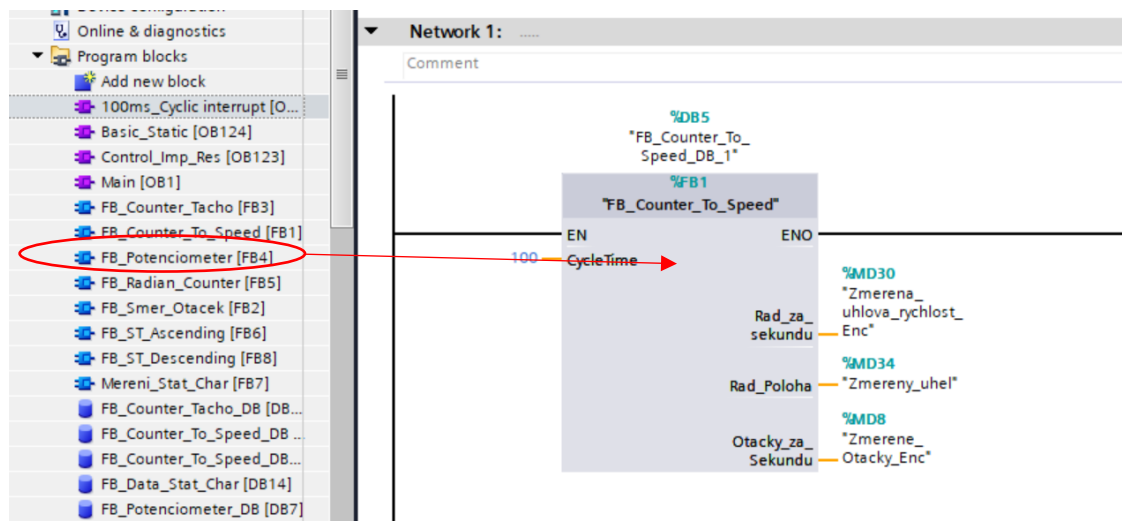 Online & diagnostics
Program blocks
Add new block
100ms_Cyclic interrupt [O...
Basic_Static [OB124]
Control_Imp_Res [OB123]
Main [OB1]
FB_Counter_Tacho [FB3]
FB_Counter_To_Speed [FB1]
FB_Potenciometer [FB4]
FB_Radian_Counter [FB5]
FB_Smer_Otacek [FB2]
FB_ST_Ascending [FB6]
FB_ST_Descending [FB8]
Mereni_Stat_Char [FB7]
FB_Counter_Tacho_DB [DB...
FB_Counter_To_Speed_DB ...
FB_Counter_To_Speed_DB...
FB_Data_Stat_Char [DB14]
FB_Potenciometer_DB [DB7]
Network 1: .....
Comment
%DB5
"FB_Counter_To_
Speed_DB_1"
%FB1
"FB_Counter_To_Speed"
EN ENO
100 CycleTime
Rad_za_
sekundu
%MD30
"Zmerena_
uhlova_rychlost_
Enc"
Rad_Poloha
%MD34
"Zmereny_uhel"
Otacky_za_
Sekundu
%MD8
"Zmerene_
Otacky_Enc"